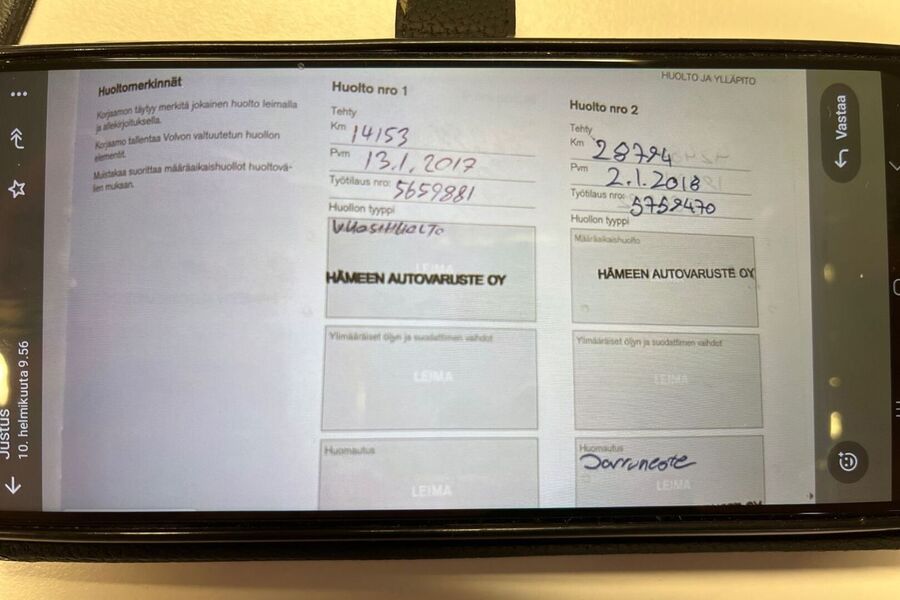 Huoltomerkinnät
Korjaamon täytyy merkitä jokainen huolto leimalla
ja allekirjoituksella.
Korjaamo tallentaa Volvon valtuutetun huollon
elementit.
Muistakaa suorittaa määräaikaishuollot huoltovä-
lien mukaan.
Huolto nro 1
Tehty
Km 14153
Pvm 13.1.2017
Työtilaus nro: 5659881
Huollon tyyppi
Vuosihuolto
LEIMA
HÄMEEN AUTOVARUSTE OY
Ylimääräiset öljyn ja suodattimen vaihdot
LEIMA
Huomautus
LEIMA
HUOLTO JA YLLÄPITO
Huolto nro 2
Tehty
Km 28794
Pvm 2.1.2018
Työtilaus nro: 5759470
Huollon tyyppi
Määräaikaishuolto
HÄMEEN AUTOVARUSTE OY
Ylimääräiset öljyn ja suodattimen vaihdot
LEIMA
Huomautus
Jarruneste
LEIMA
Vastaa
Justus
10. helmikuuta 9.56